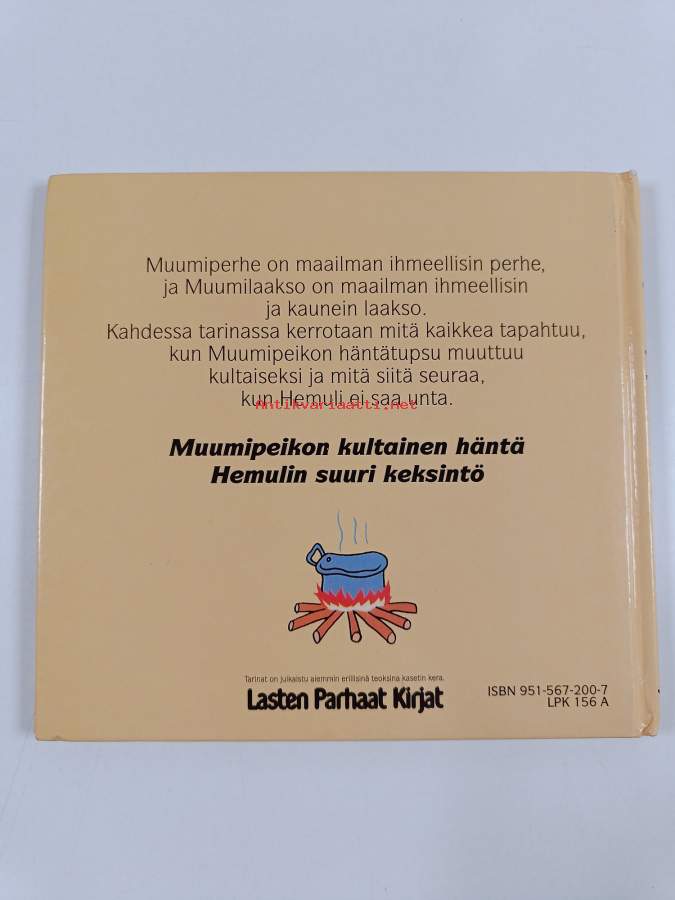 Muumiperhe on maailman ihmeellisin perhe,
ja Muumilaakso on maailman ihmeellisin
ja kaunein laakso.
Kahdessa tarinassa kerrotaan mitä kaikkea tapahtuu,
kun Muumipeikon häntätupsu muuttuu
kultaiseksi ja mitä siitä seuraa,
kun Hemuli ei saa unta.
Antikvariaatti.net
Muumipeikon kultainen häntä
Hemulin suuri keksintö
Tarinat on julkaistu aiemmin erillisinä teoksina kasetin kera.
Lasten Parhaat Kirjat
ISBN 951-567-200-7
LPK 156 A